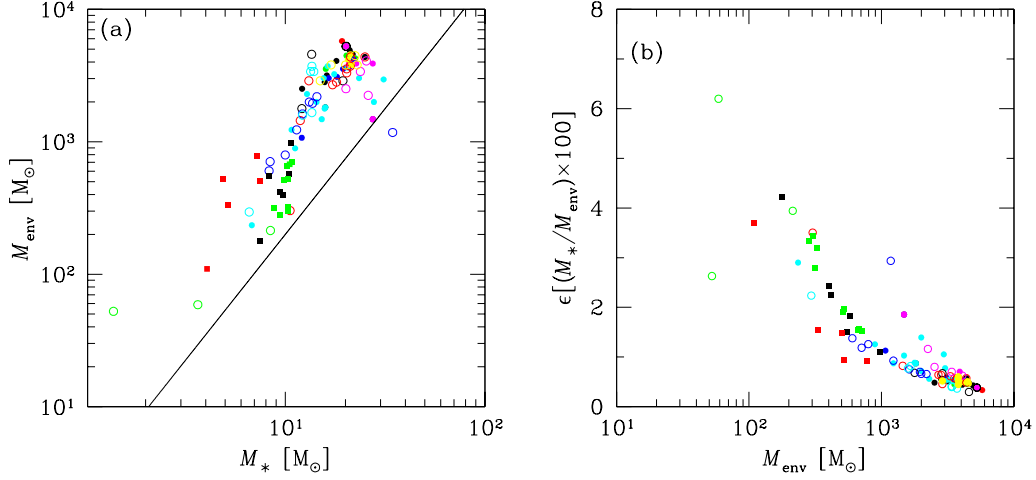 (a)
10⁴
10³
10²
10¹
M_env [M_⊙]
10¹
10²
M_* [M_⊙]
(b)
8
6
4
2
0
ϵ[(M_*/M_env)×100]
10¹
10²
10³
10⁴
M_env [M_⊙]